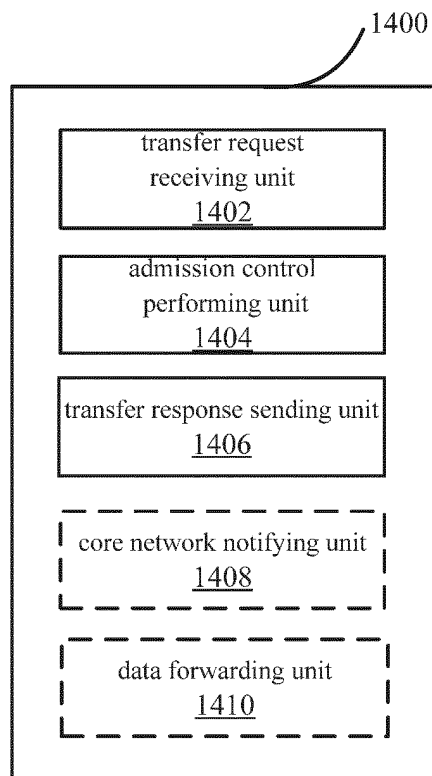 1400
transfer request
receiving unit
1402
admission control
performing unit
1404
transfer response sending unit
1406
core network notifying unit
1408
data forwarding unit
1410